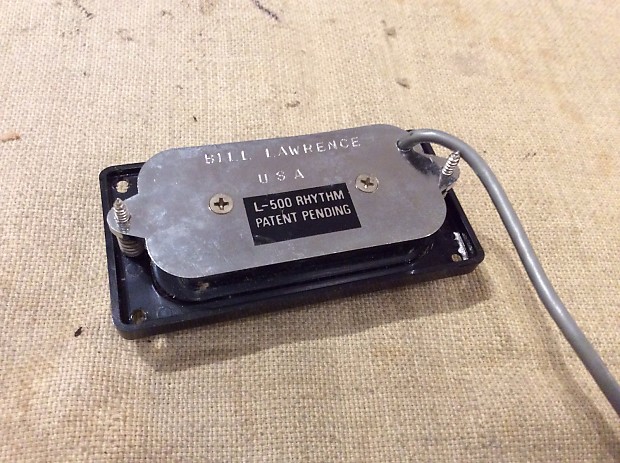 BILL LAWRENCE
USA
L-500 RHYTHM
PATENT PENDING